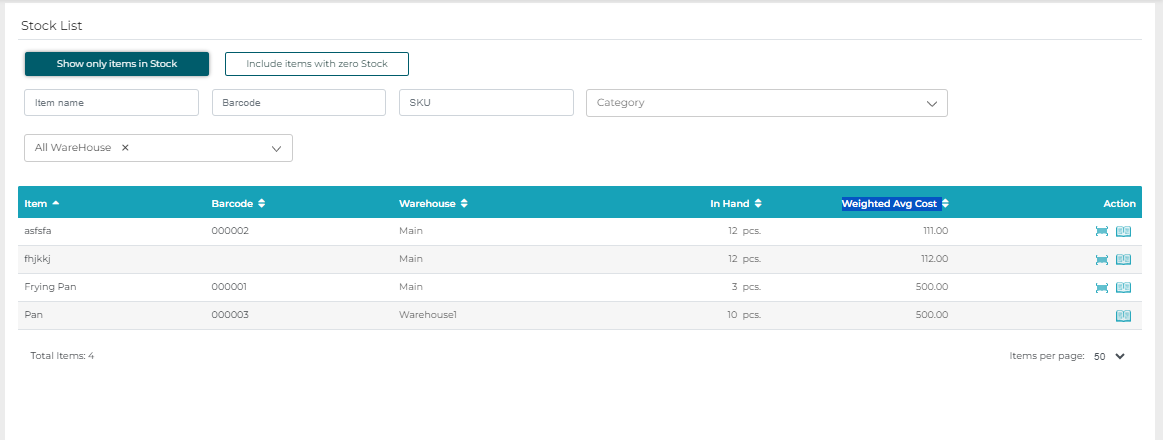 Stock List
Show only items in Stock Include items with zero Stock
Item name Barcode SKU Category
All WareHouse ×
Item Barcode Warehouse In Hand Weighted Avg Cost Action
asfsfa 000002 Main 12 pcs. 111.00
fhjkkj Main 12 pcs. 112.00
Frying Pan 000001 Main 3 pcs. 500.00
Pan 000003 Warehouse1 10 pcs. 500.00
Total Items: 4 Items per page: 50